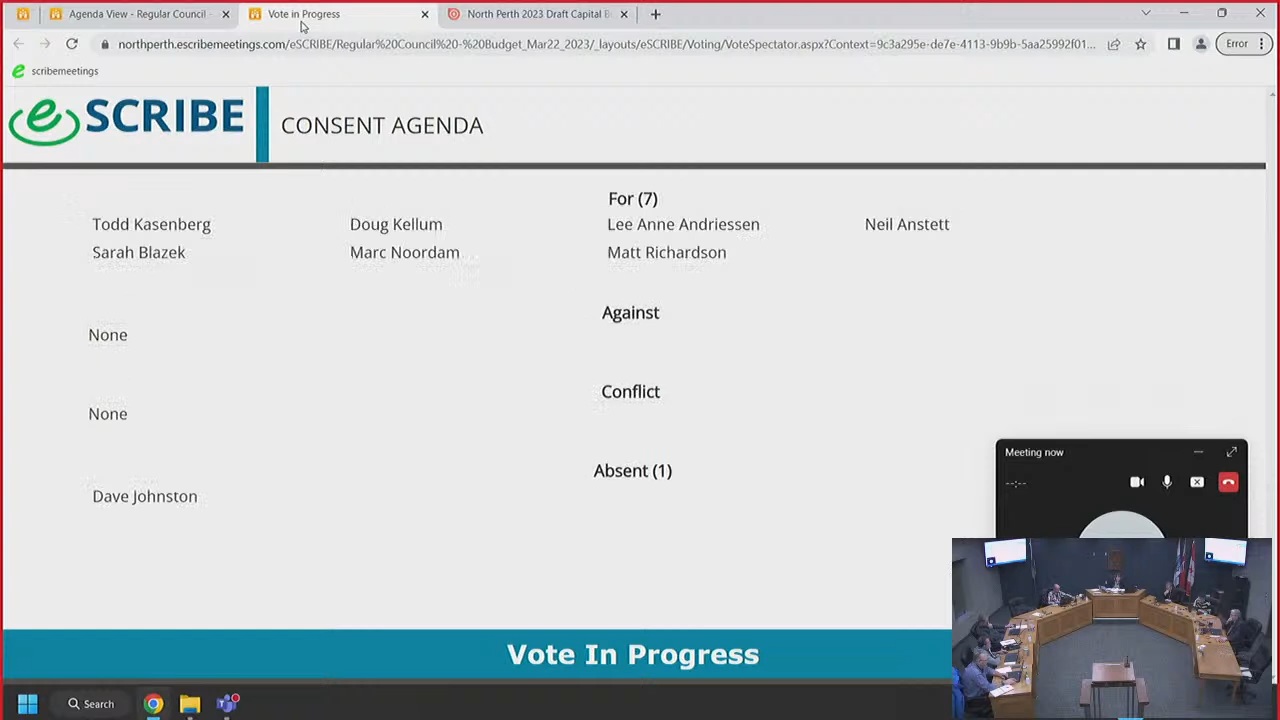 Agenda View - Regular Council -
Vote in Progress
North Perth 2023 Draft Capital B
northperth.escribemeetings.com/eSCRIBE/Regular%20Council%20-%20Budget_Mar22_2023/_layouts/eSCRIBE/Voting/VoteSpectator.aspx?Context=9c3a295e-de7e-4113-9b9b-5aa25992f01...
Error
scribemeetings
eSCRIBE
CONSENT AGENDA
For (7)
Todd Kasenberg Doug Kellum Lee Anne Andriessen Neil Anstett
Sarah Blazek Marc Noordam Matt Richardson
Against
None
Conflict
None
Absent (1)
Dave Johnston
Meeting now
--:--
Vote In Progress
Search